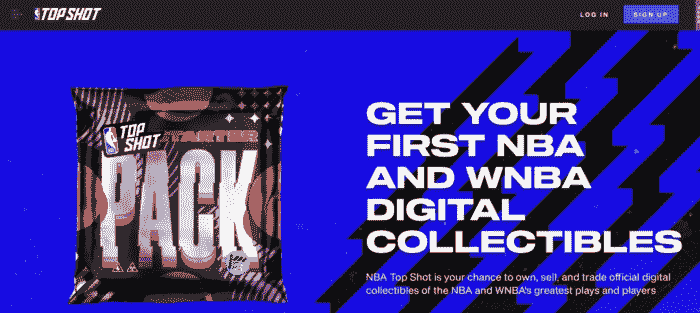 TOP SHOT
LOG IN
SIGN UP
TOP
SHOT
STARTER
PACK
GET YOUR
FIRST NBA
AND WNBA
DIGITAL
COLLECTIBLES
NBA Top Shot is your chance to own, sell, and trade official digital
collectibles of the NBA and WNBA's greatest plays and players